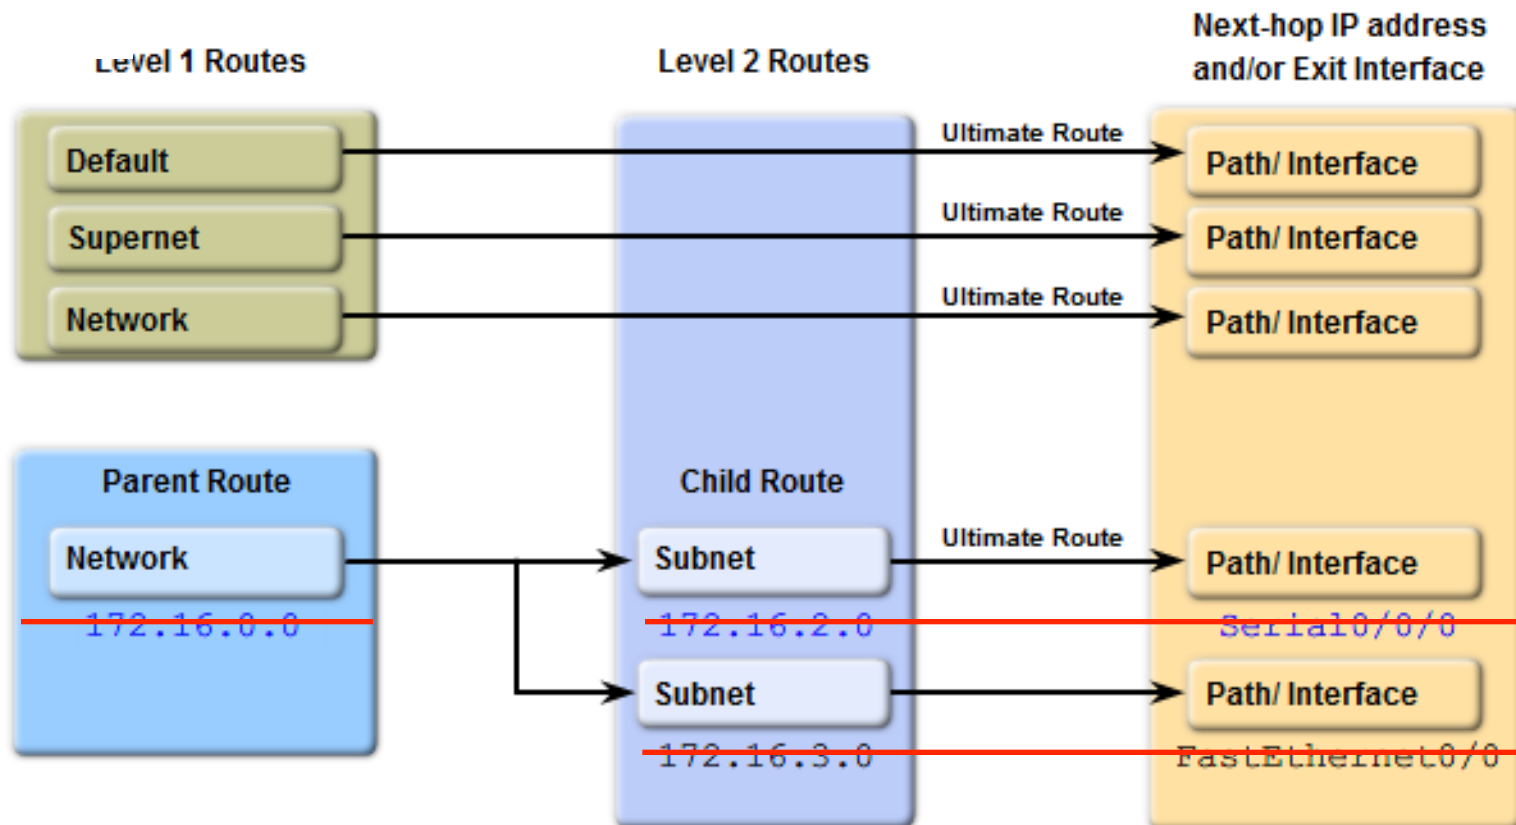 Level 1 Routes
Level 2 Routes
Next-hop IP address
and/or Exit Interface
Default
Ultimate Route
Path/ Interface
Supernet
Ultimate Route
Path/ Interface
Network
Ultimate Route
Path/ Interface
Parent Route
Child Route
Network
Subnet
Ultimate Route
Path/ Interface
172.16.0.0
172.16.2.0
Serial0/0/0
Subnet
Path/ Interface
172.16.3.0
FastEthernet0/0